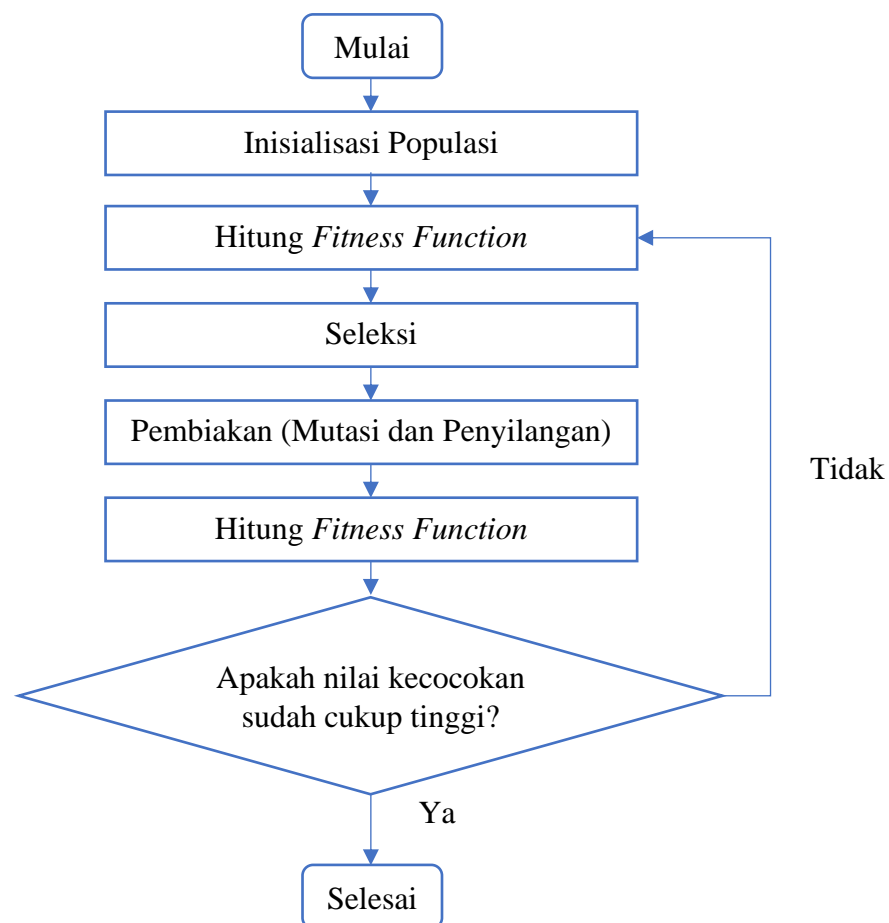 Mulai
Inisialisasi Populasi
Hitung Fitness Function
Seleksi
Pembiakan (Mutasi dan Penyilangan)
Tidak
Hitung Fitness Function
Apakah nilai kecocokan
sudah cukup tinggi?
Ya
Selesai